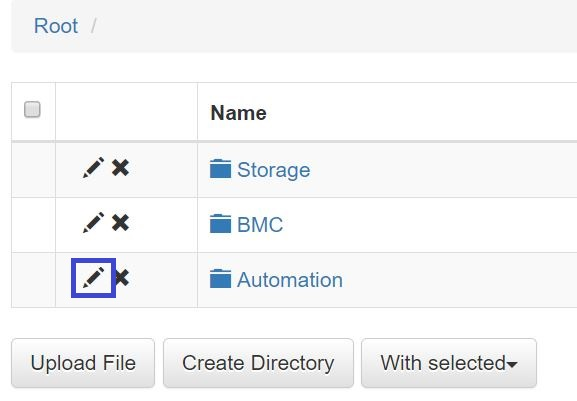 Root /
Name
Storage
BMC
Automation
Upload File Create Directory With selected